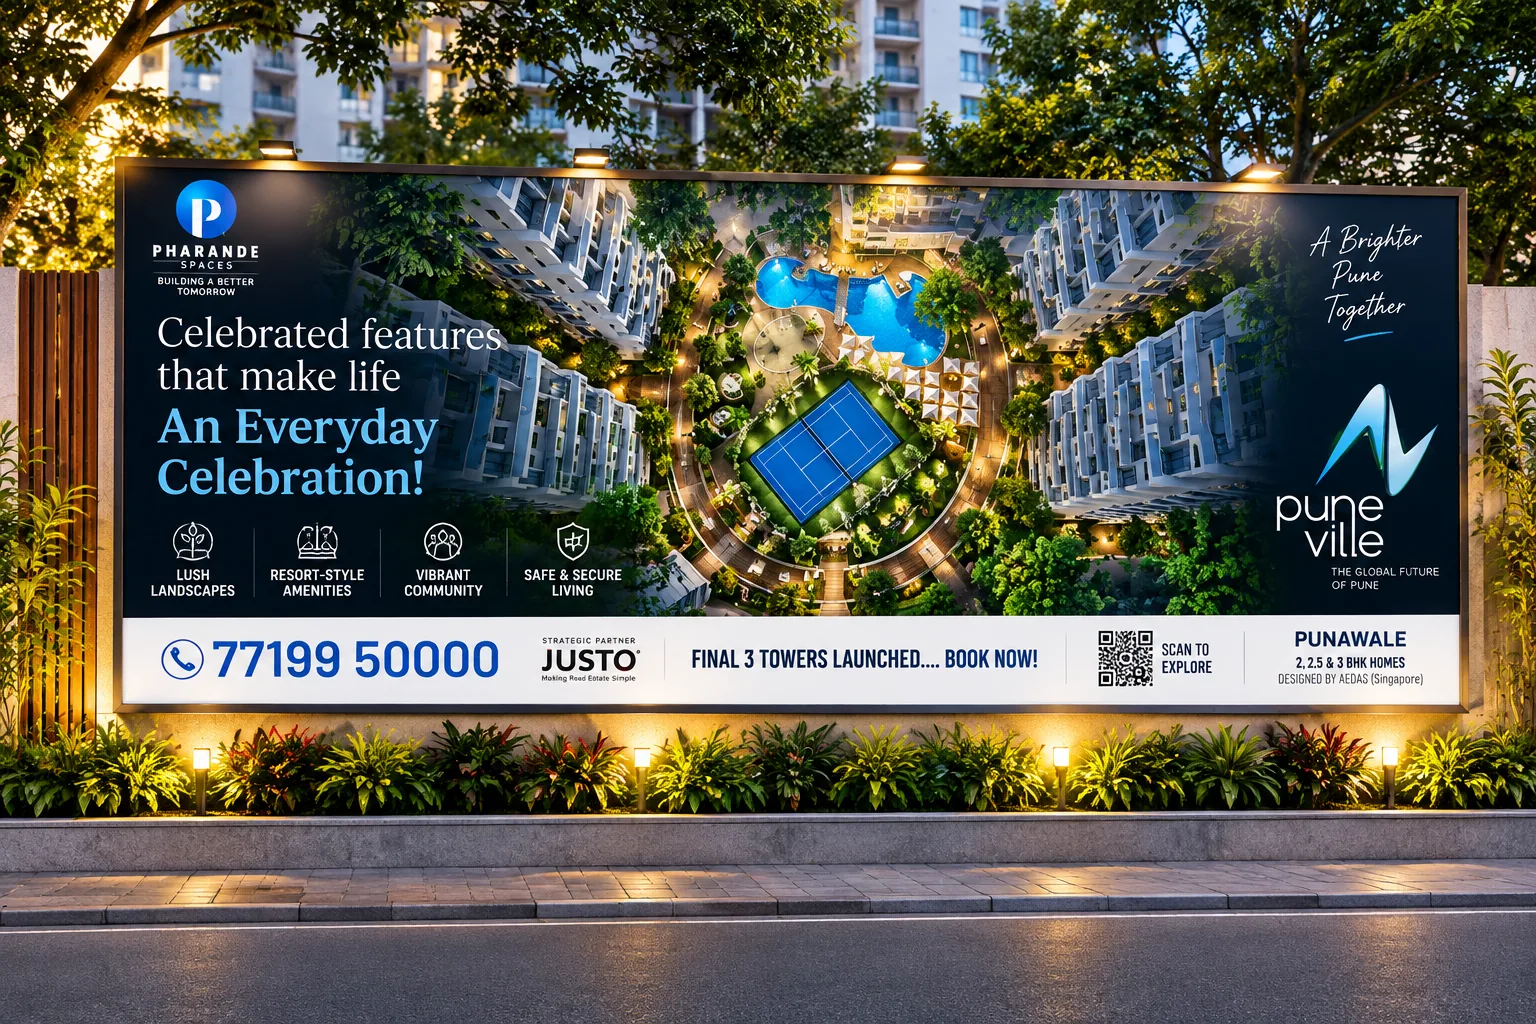 PHARANDE
SPACES
BUILDING A BETTER
TOMORROW
Celebrated features
that make life
An Everyday
Celebration!
LUSH
LANDSCAPES
RESORT-STYLE
AMENITIES
VIBRANT
COMMUNITY
SAFE & SECURE
LIVING
A Brighter
Pune
Together
pune
ville
THE GLOBAL FUTURE
OF PUNE
77199 50000
STRATEGIC PARTNER
JUSTO
Making Real Estate Simple
FINAL 3 TOWERS LAUNCHED.... BOOK NOW!
SCAN TO
EXPLORE
PUNAWALE
2, 2.5 & 3 BHK HOMES
DESIGNED BY AEDAS (Singapore)